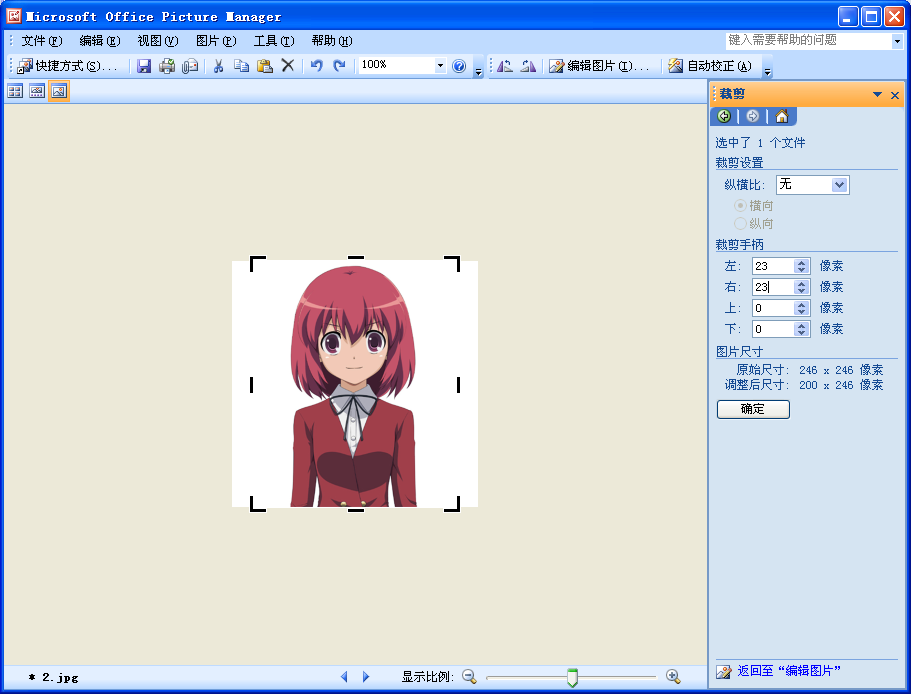 Microsoft Office Picture Manager
文件(F) 编辑(E) 视图(V) 图片(P) 工具(T) 帮助(H) 键入需要帮助的问题
快捷方式(S)... 100% 编辑图片(I)... 自动校正(A)
裁剪
选中了 1 个文件
裁剪设置
纵横比: 无
横向
纵向
裁剪手柄
左: 23 像素
右: 23 像素
上: 0 像素
下: 0 像素
图片尺寸
原始尺寸: 246 x 246 像素
调整后尺寸: 200 x 246 像素
确定
返回至“编辑图片”
* 2.jpg 显示比例: